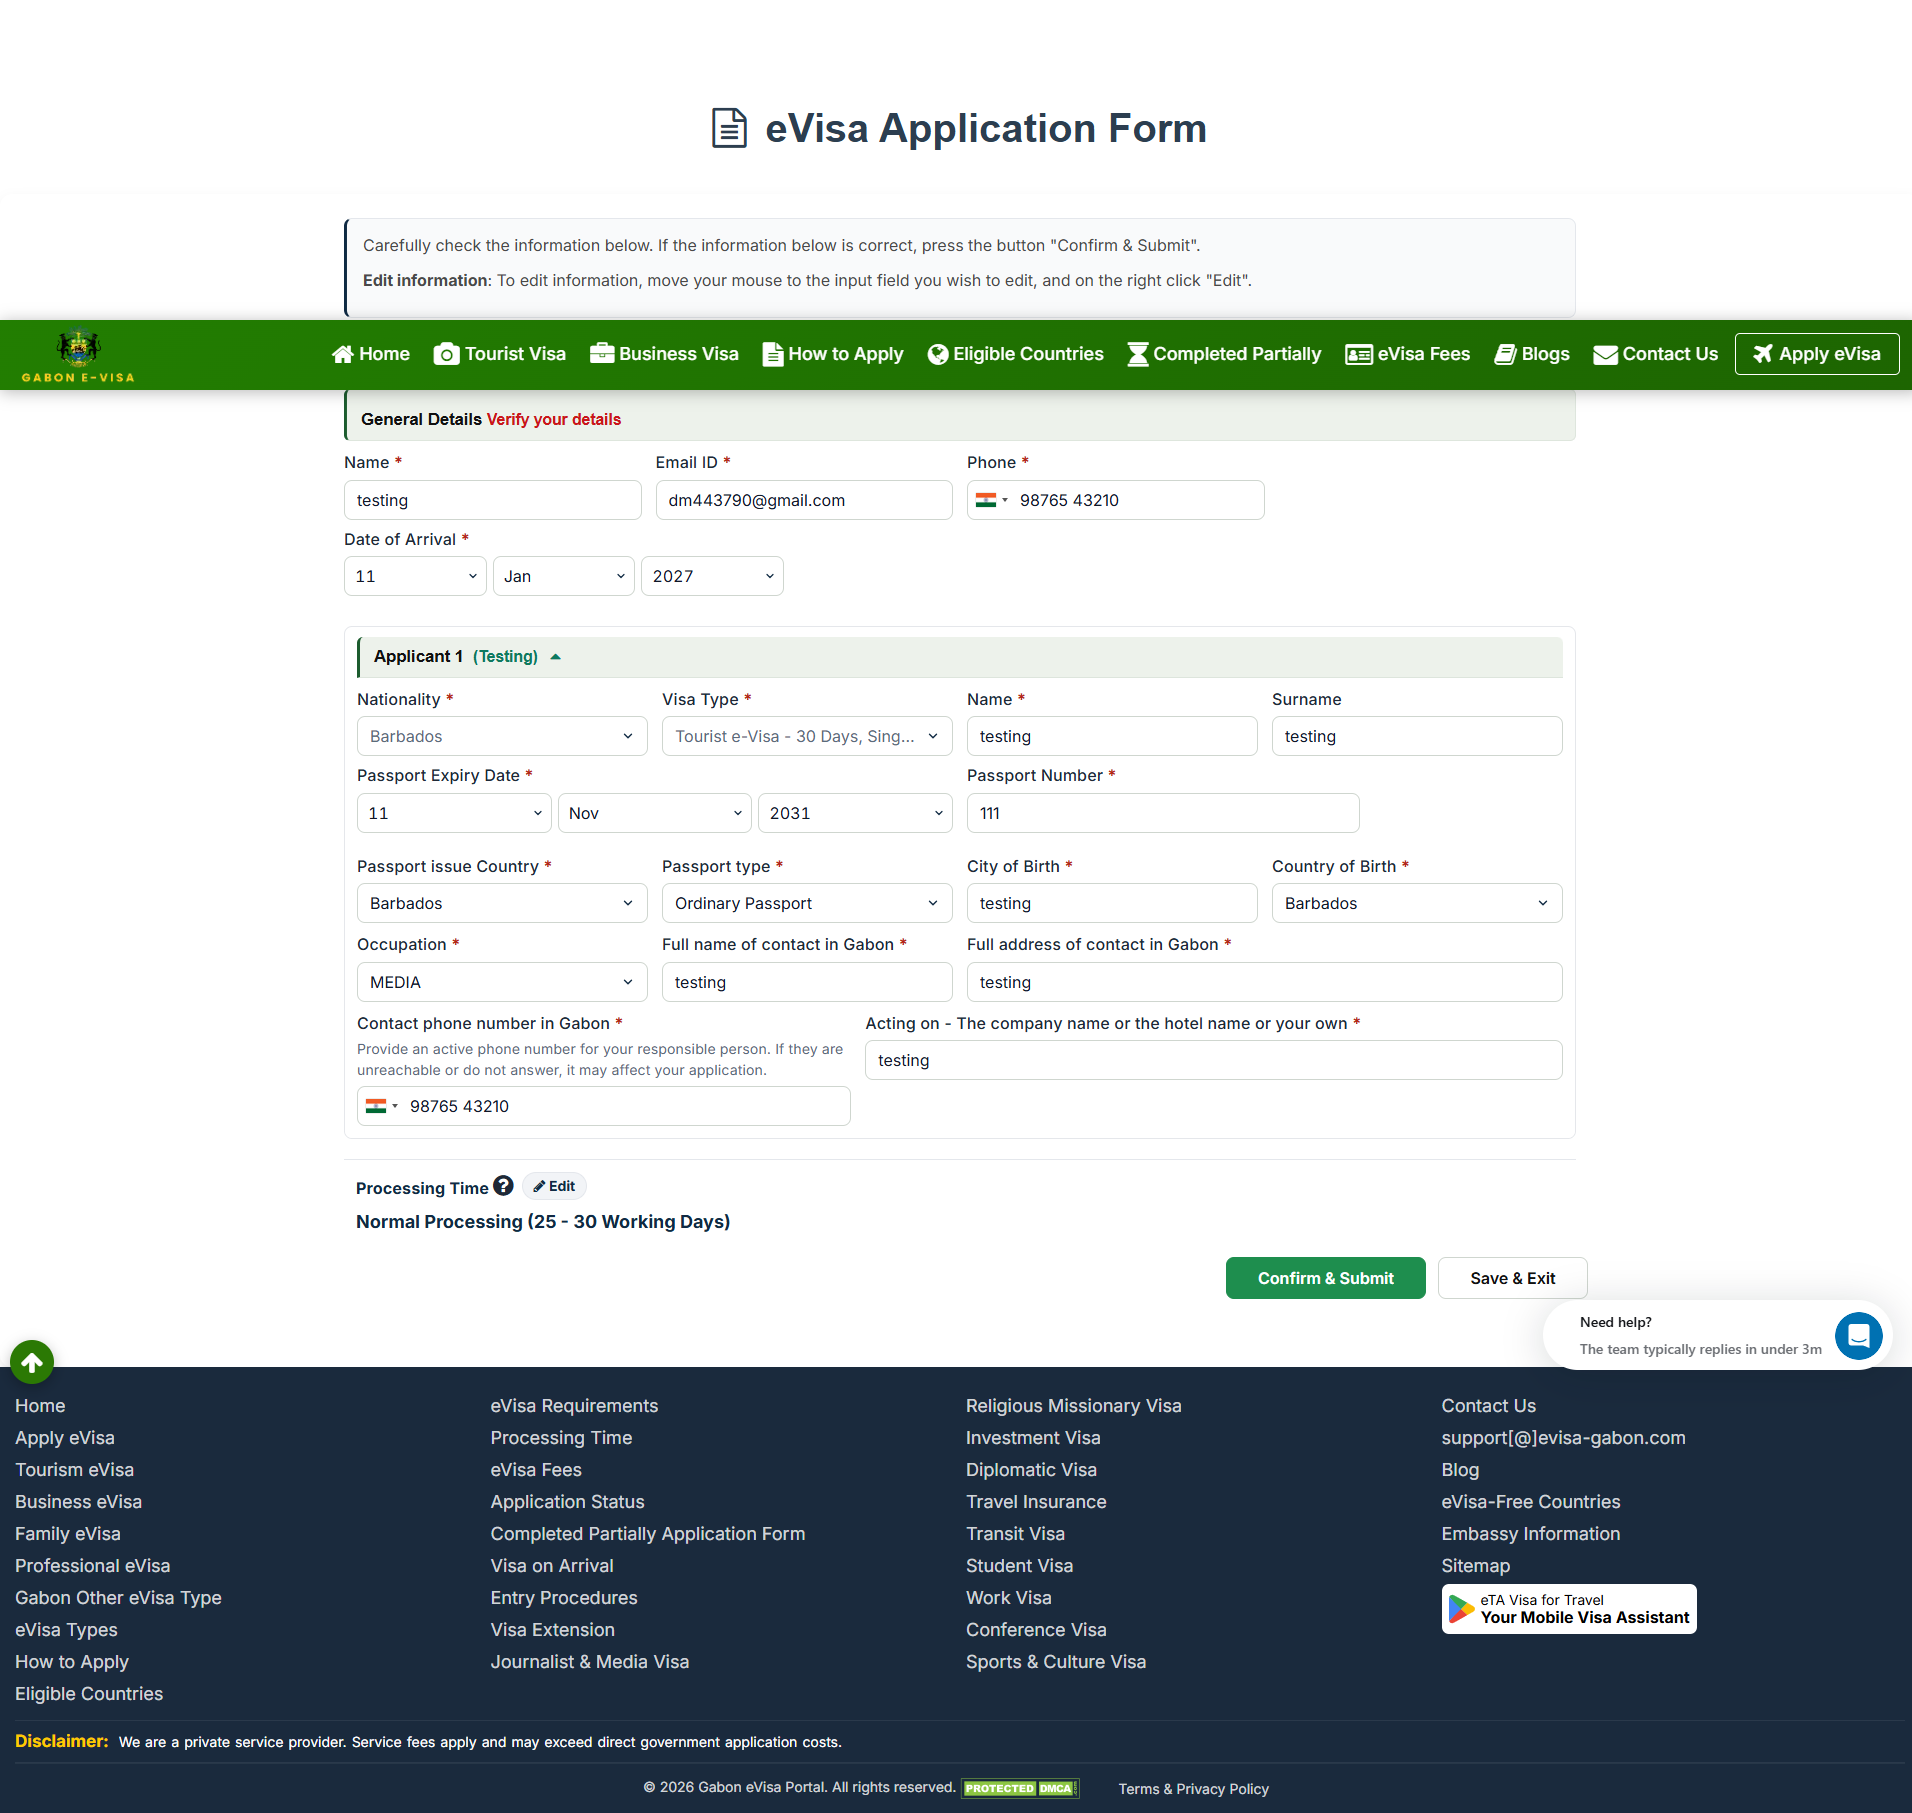 eVisa Application Form
Carefully check the information below. If the information below is correct, press the button "Confirm & Submit".
Edit information: To edit information, move your mouse to the input field you wish to edit, and on the right click "Edit".
GABON E-VISA
Home
Tourist Visa
Business Visa
How to Apply
Eligible Countries
Completed Partially
eVisa Fees
Blogs
Contact Us
Apply eVisa
General Details Verify your details
Name * Email ID * Phone *
testing dm443790@gmail.com 98765 43210
Date of Arrival *
11 Jan 2027
Applicant 1 (Testing)
Nationality * Visa Type * Name * Surname
Barbados Tourist e-Visa - 30 Days, Sing... testing testing
Passport Expiry Date * Passport Number *
11 Nov 2031 111
Passport issue Country * Passport type * City of Birth * Country of Birth *
Barbados Ordinary Passport testing Barbados
Occupation * Full name of contact in Gabon * Full address of contact in Gabon *
MEDIA testing testing
Contact phone number in Gabon * Acting on - The company name or the hotel name or your own *
Provide an active phone number for your responsible person. If they are
unreachable or do not answer, it may affect your application.
testing
98765 43210
Processing Time ? Edit
Normal Processing (25 - 30 Working Days)
Confirm & Submit Save & Exit
Need help?
The team typically replies in under 3m
Home
Apply eVisa
Tourism eVisa
Business eVisa
Family eVisa
Professional eVisa
Gabon Other eVisa Type
eVisa Types
How to Apply
Eligible Countries
eVisa Requirements
Processing Time
eVisa Fees
Application Status
Completed Partially Application Form
Visa on Arrival
Entry Procedures
Visa Extension
Journalist & Media Visa
Religious Missionary Visa
Investment Visa
Diplomatic Visa
Travel Insurance
Transit Visa
Student Visa
Work Visa
Conference Visa
Sports & Culture Visa
Contact Us
support[@]evisa-gabon.com
Blog
eVisa-Free Countries
Embassy Information
Sitemap
eTA Visa for Travel
Your Mobile Visa Assistant
Disclaimer: We are a private service provider. Service fees apply and may exceed direct government application costs.
© 2026 Gabon eVisa Portal. All rights reserved. PROTECTED DMCA Terms & Privacy Policy